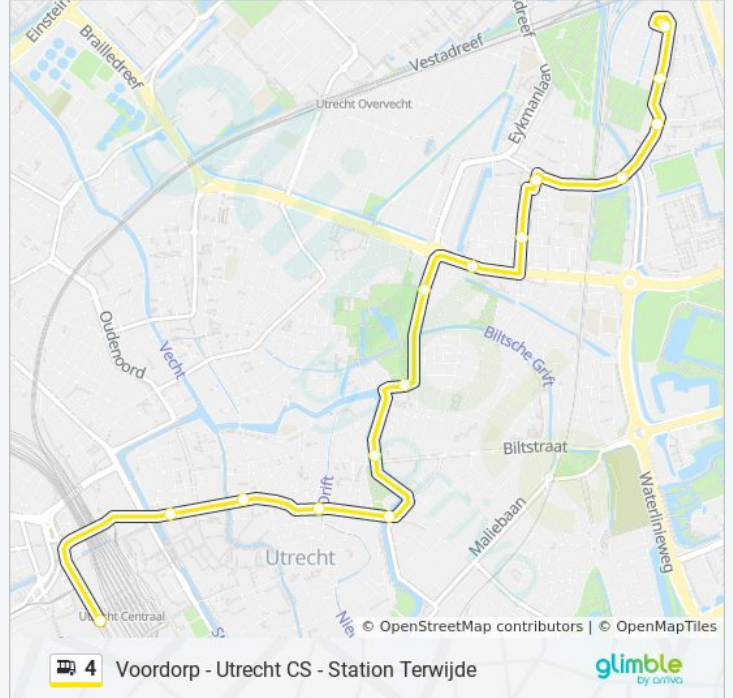 Einstein
Brailledreef
dreef
Vestadreef
Utrecht Overvecht
Eykmanlaan
Oudenoord
Vecht
Biltsche Grift
Biltstraat
Drift
Maliebaan
Waterlinieweg
Utrecht
Utrecht Centraal
© OpenStreetMap contributors | © OpenMapTiles
4 Voordorp - Utrecht CS - Station Terwijde
glimble
by arriva